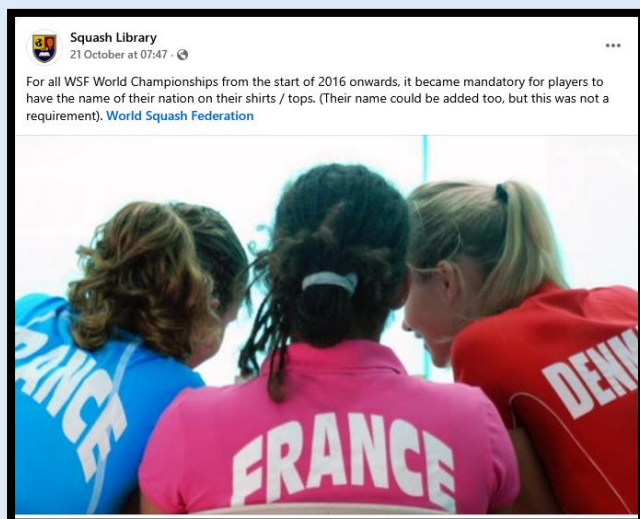 Squash Library
21 October at 07:47 ·
For all WSF World Championships from the start of 2016 onwards, it became mandatory for players to
have the name of their nation on their shirts / tops. (Their name could be added too, but this was not a
requirement). World Squash Federation
RANCE
FRANCE
DENM